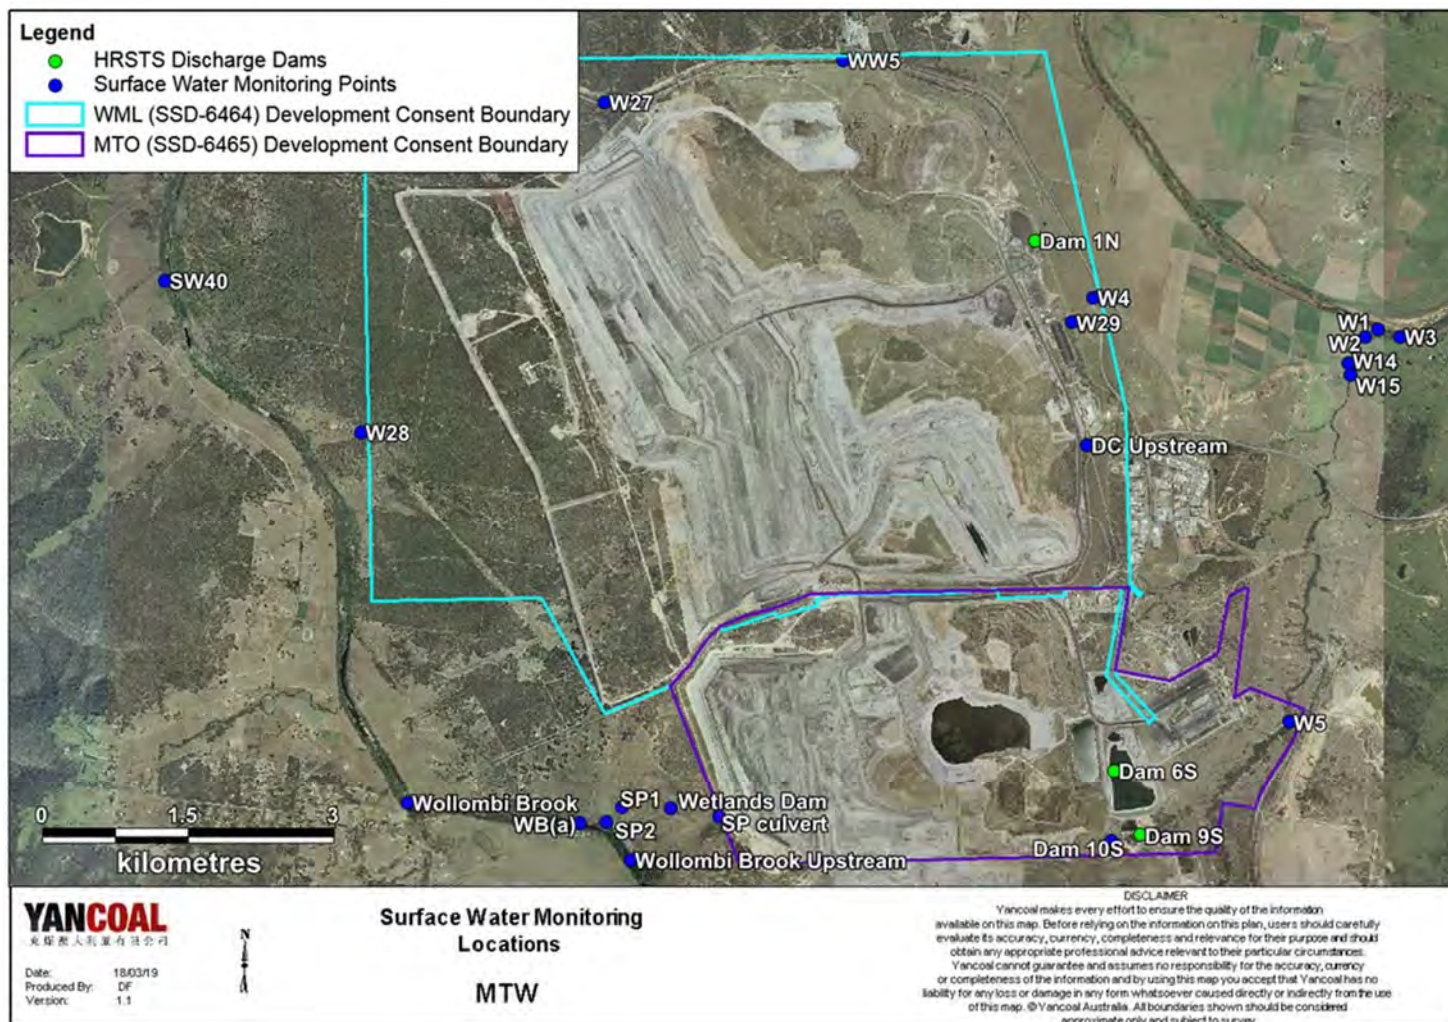 Legend
HRSTS Discharge Dams
Surface Water Monitoring Points
WML (SSD-6464) Development Consent Boundary
MTO (SSD-6465) Development Consent Boundary
WW5
W27
Dam 1N
SW40
W4
W29
W1
W2
W3
W14
W15
W28
DC Upstream
W5
Dam 6S
Wollombi Brook
SP1
Wetlands Dam
WB(a)
SP2
SP culvert
Dam 9S
Dam 10S
Wollombi Brook Upstream
0 1.5 3
kilometres
YANCOAL
Date: 18/03/19
Produced By: DF
Version: 1.1
N
Surface Water Monitoring
Locations
MTW
DISCLAIMER
Yancoal makes every effort to ensure the quality of the information
available on this map. Before relying on the information on this plan, users should carefully
evaluate its accuracy, currency, completeness and relevance for their purpose and should
obtain any appropriate professional advice relevant to their particular circumstances.
Yancoal cannot guarantee and assumes no responsibility for the accuracy, currency
or completeness of the information and by using this map you accept that Yancoal has no
liability for any loss or damage in any form whatsoever caused directly or indirectly from the use
of this map. © Yancoal Australia. All boundaries shown should be considered
approximate only and subject to survey